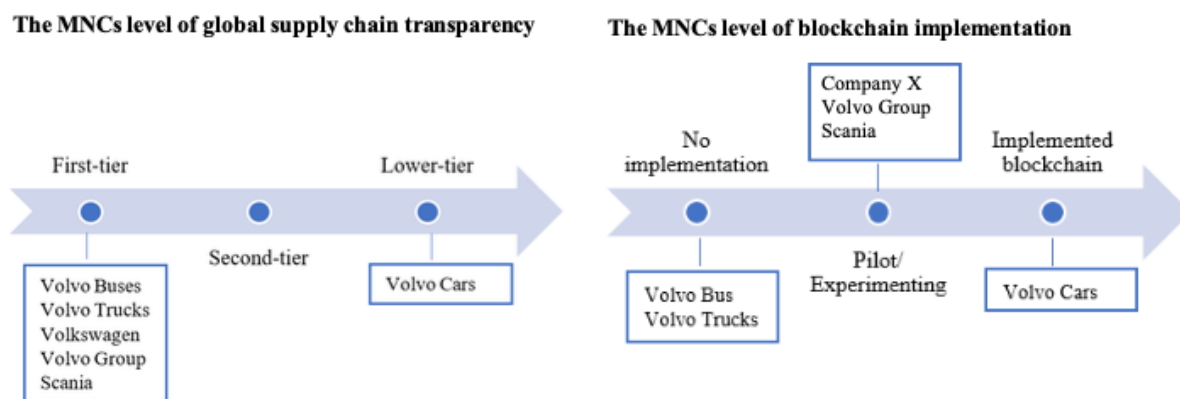 The MNCs level of global supply chain transparency
First-tier
Lower-tier
Second-tier
Volvo Buses
Volvo Trucks
Volkswagen
Volvo Group
Scania
Volvo Cars
The MNCs level of blockchain implementation
Company X
Volvo Group
Scania
No
implementation
Implemented
blockchain
Pilot/
Experimenting
Volvo Bus
Volvo Trucks
Volvo Cars